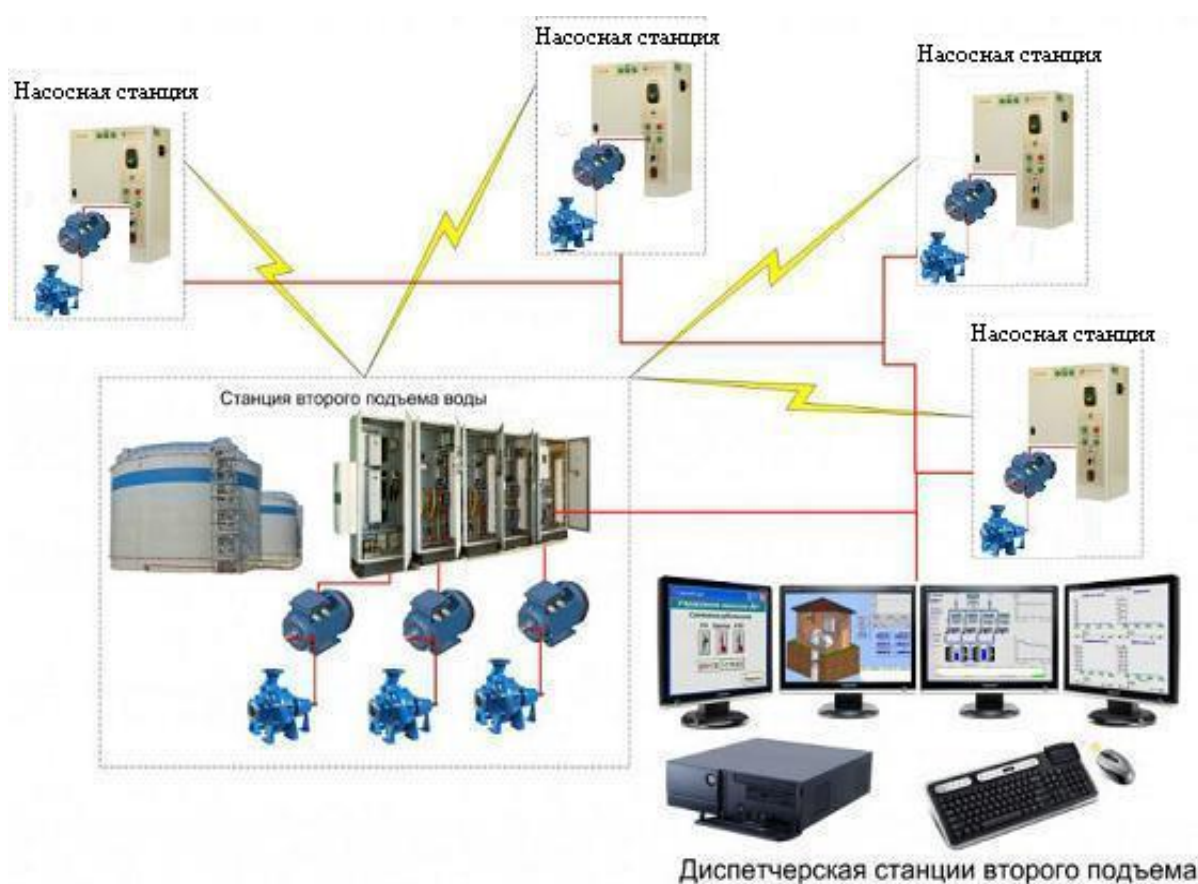 Насосная станция
Насосная станция
Насосная станция
Насосная станция
Станция второго подъема воды
Диспетчерская станции второго подъема